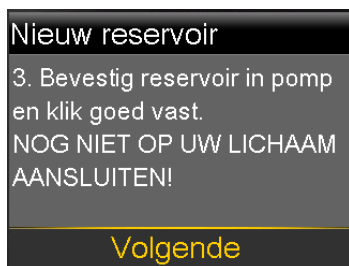 Nieuw reservoir
3. Bevestig reservoir in pomp
en klik goed vast.
NOG NIET OP UW LICHAAM
AANSLUITEN!
Volgende